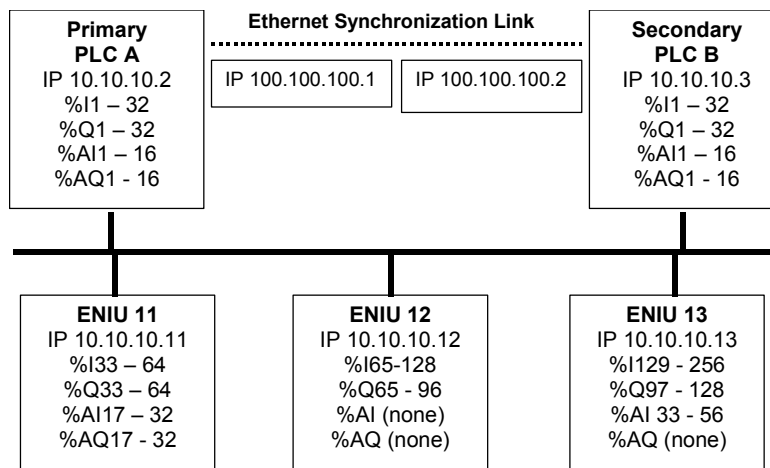 Primary
PLC A
IP 10.10.10.2
%I1 – 32
%Q1 – 32
%AI1 – 16
%AQ1 - 16
Ethernet Synchronization Link
IP 100.100.100.1
IP 100.100.100.2
Secondary
PLC B
IP 10.10.10.3
%I1 – 32
%Q1 – 32
%AI1 – 16
%AQ1 - 16
ENIU 11
IP 10.10.10.11
%I33 – 64
%Q33 – 64
%AI17 – 32
%AQ17 - 32
ENIU 12
IP 10.10.10.12
%I65-128
%Q65 - 96
%AI (none)
%AQ (none)
ENIU 13
IP 10.10.10.13
%I129 - 256
%Q97 - 128
%AI 33 - 56
%AQ (none)